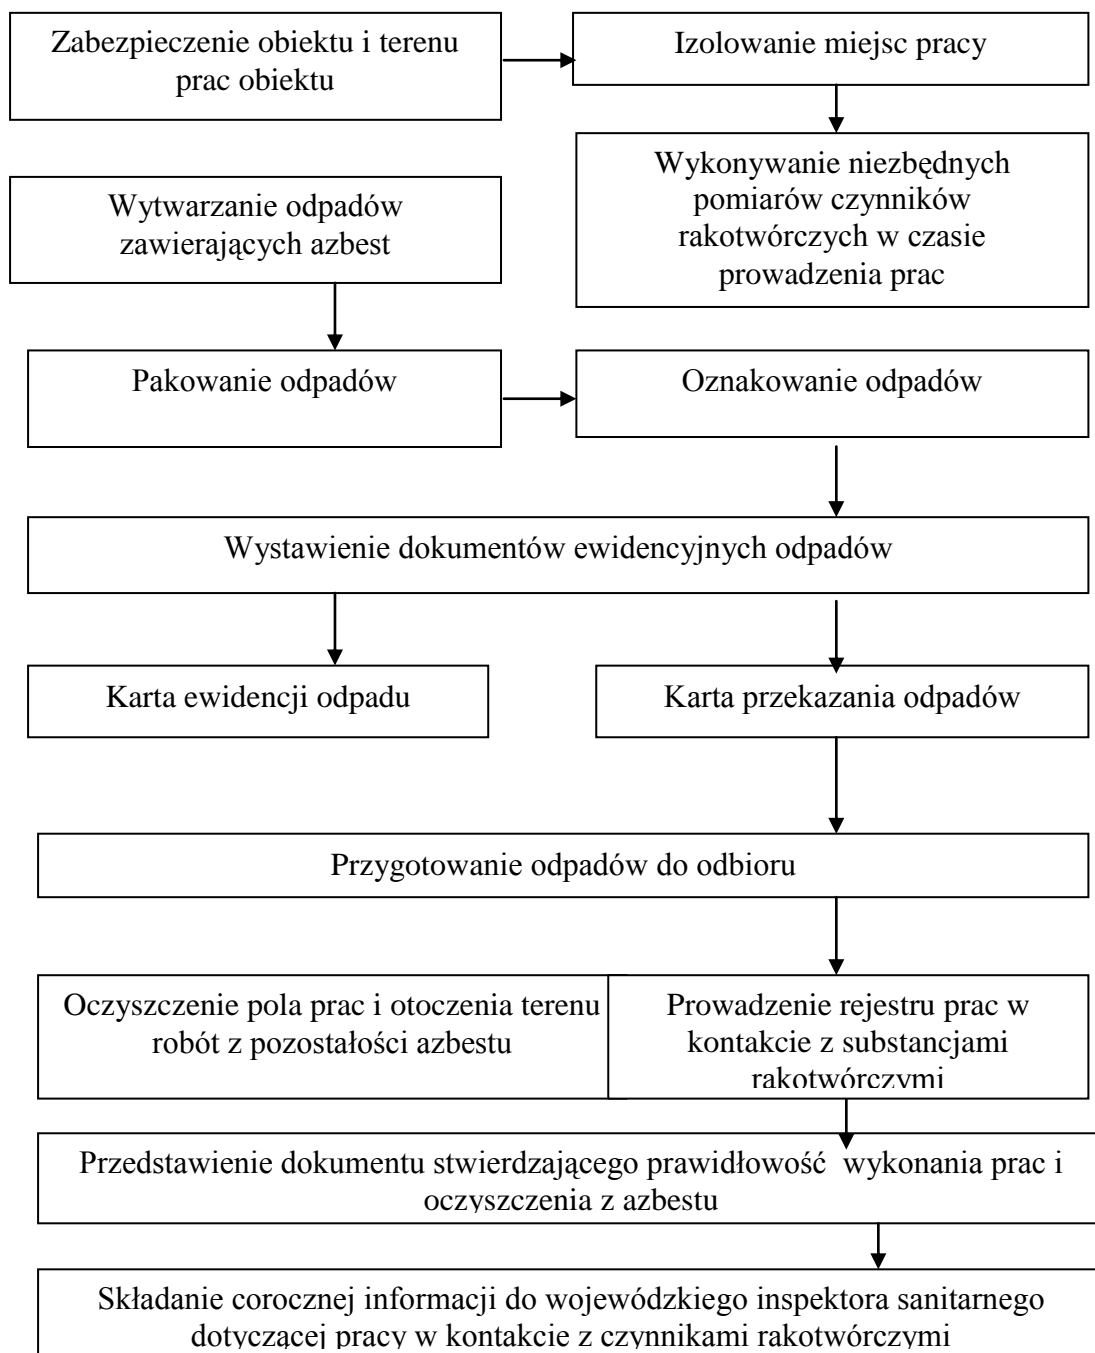 Zabezpieczenie obiektu i terenu
prac obiektu
Izolowanie miejsc pracy
Wykonywanie niezbędnych
pomiarów czynników
rakotwórczych w czasie
prowadzenia prac
Wytwarzanie odpadów
zawierających azbest
Pakowanie odpadów
Oznakowanie odpadów
Wystawienie dokumentów ewidencyjnych odpadów
Karta ewidencji odpadu
Karta przekazania odpadów
Przygotowanie odpadów do odbioru
Oczyszczenie pola prac i otoczenia terenu
robót z pozostałości azbestu
Prowadzenie rejestru prac w
kontakcie z substancjami
rakotwórczymi
Przedstawienie dokumentu stwierdzającego prawidłowość  wykonania prac i
oczyszczenia z azbestu
Składanie corocznej informacji do wojewódzkiego inspektora sanitarnego
dotyczącej pracy w kontakcie z czynnikami rakotwórczymi